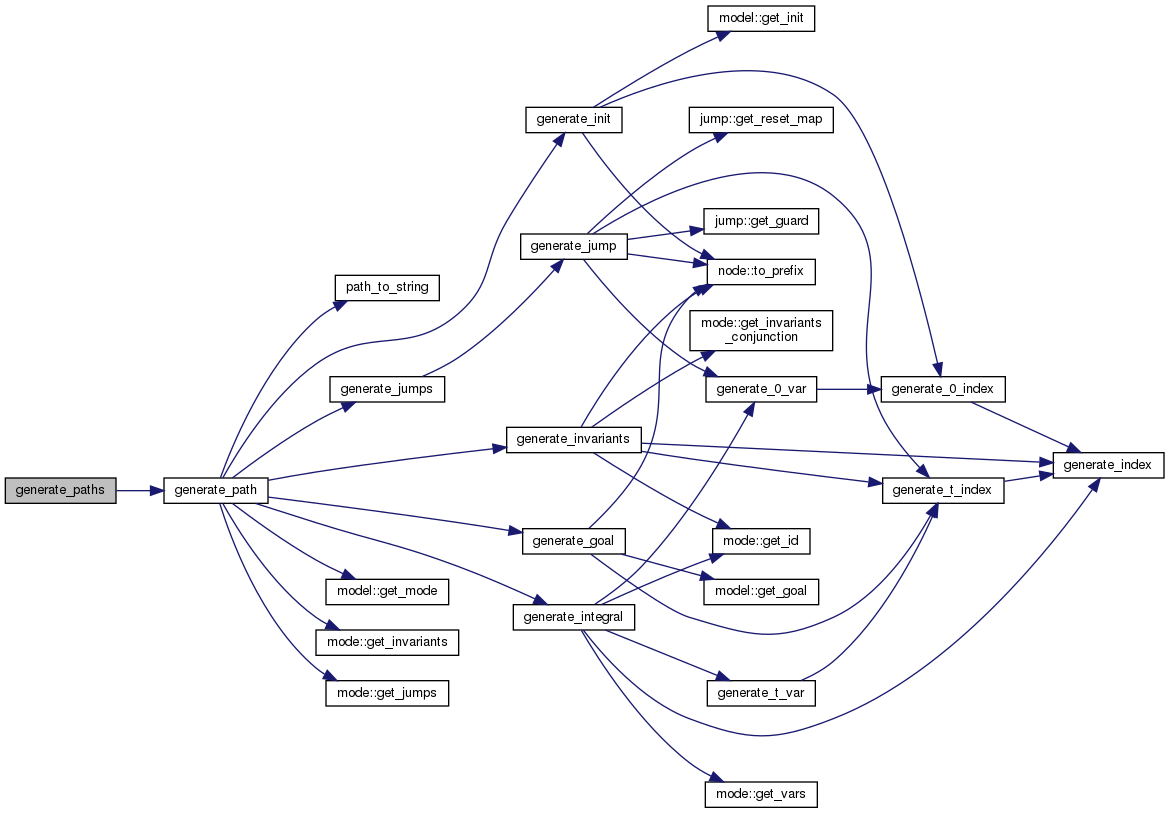 model::get_init
generate_init
jump::get_reset_map
jump::get_guard
generate_jump
node::to_prefix
path_to_string
mode::get_invariants
_conjunction
generate_jumps
generate_0_var
generate_0_index
generate_invariants
generate_index
generate_paths
generate_path
generate_t_index
generate_goal
mode::get_id
model::get_mode
model::get_goal
generate_integral
mode::get_invariants
mode::get_jumps
generate_t_var
mode::get_vars